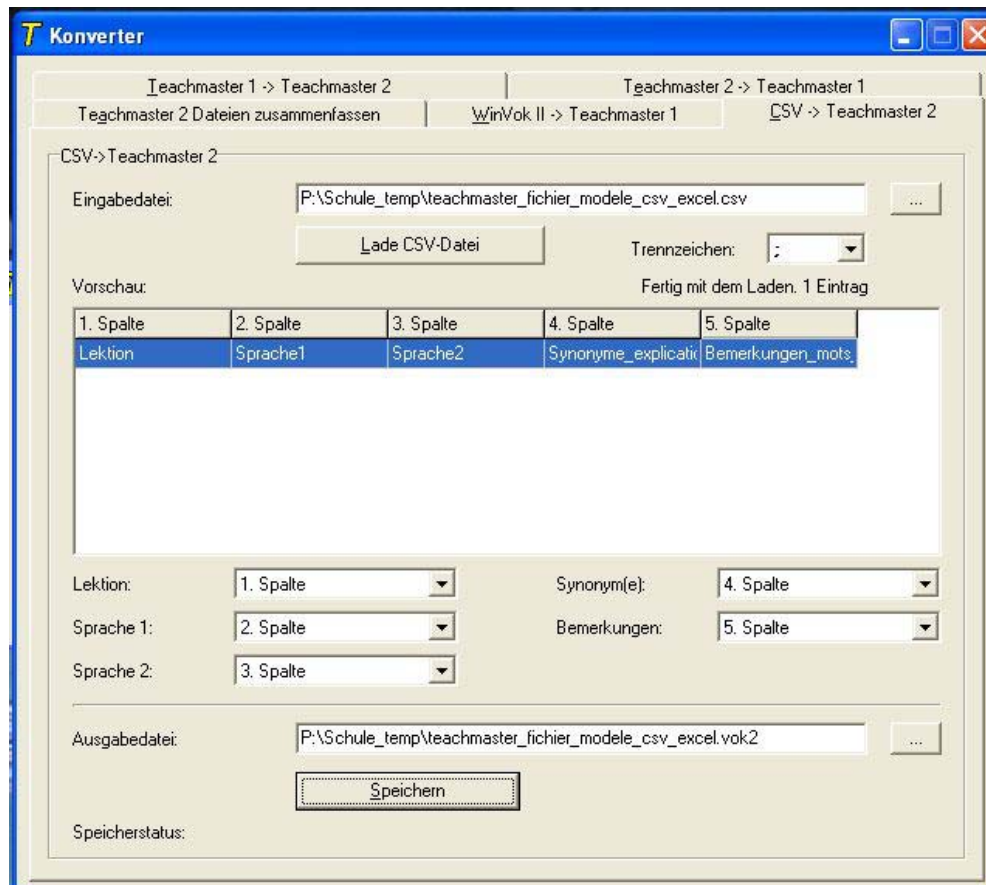 T Konverter
Teachmaster 1 -> Teachmaster 2 Teachmaster 2 -> Teachmaster 1
Teachmaster 2 Dateien zusammenfassen WinVok II -> Teachmaster 1 CSV -> Teachmaster 2
CSV->Teachmaster 2
Eingabedatei: P:\Schule_temp\teachmaster_fichier_modele_csv_excel.csv ...
Lade CSV-Datei Trennzeichen: ;
Vorschau: Fertig mit dem Laden. 1 Eintrag
1. Spalte 2. Spalte 3. Spalte 4. Spalte 5. Spalte
Lektion Sprache1 Sprache2 Synonyme_explicatic Bemerkungen_mots_
Lektion: 1. Spalte Synonym(e): 4. Spalte
Sprache 1: 2. Spalte Bemerkungen: 5. Spalte
Sprache 2: 3. Spalte
Ausgabedatei: P:\Schule_temp\teachmaster_fichier_modele_csv_excel.vok2 ...
Speichern
Speicherstatus: